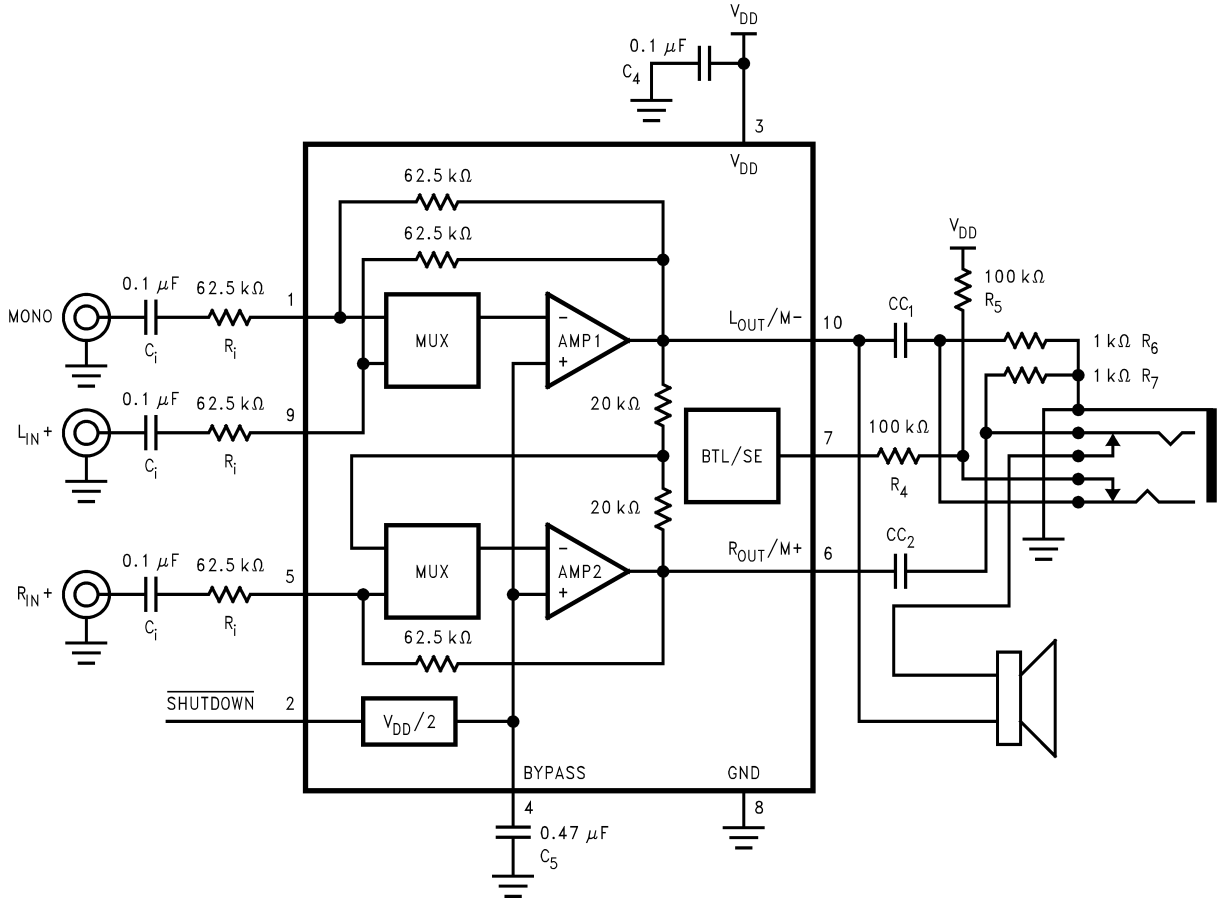 V_DD
0.1 μF
C_4
3
V_DD
62.5 kΩ
62.5 kΩ
V_DD
100 kΩ
R_5
0.1 μF
62.5 kΩ
1
MONO
C_i
R_i
MUX
AMP1
−
+
L_OUT/M−
10
CC_1
1 kΩ R_6
1 kΩ R_7
0.1 μF
62.5 kΩ
9
L_IN+
C_i
R_i
20 kΩ
BTL/SE
7
100 kΩ
R_4
20 kΩ
0.1 μF
62.5 kΩ
5
R_IN+
C_i
R_i
MUX
AMP2
−
+
R_OUT/M+
6
CC_2
62.5 kΩ
SHUTDOWN
2
V_DD/2
BYPASS
GND
4
8
0.47 μF
C_5